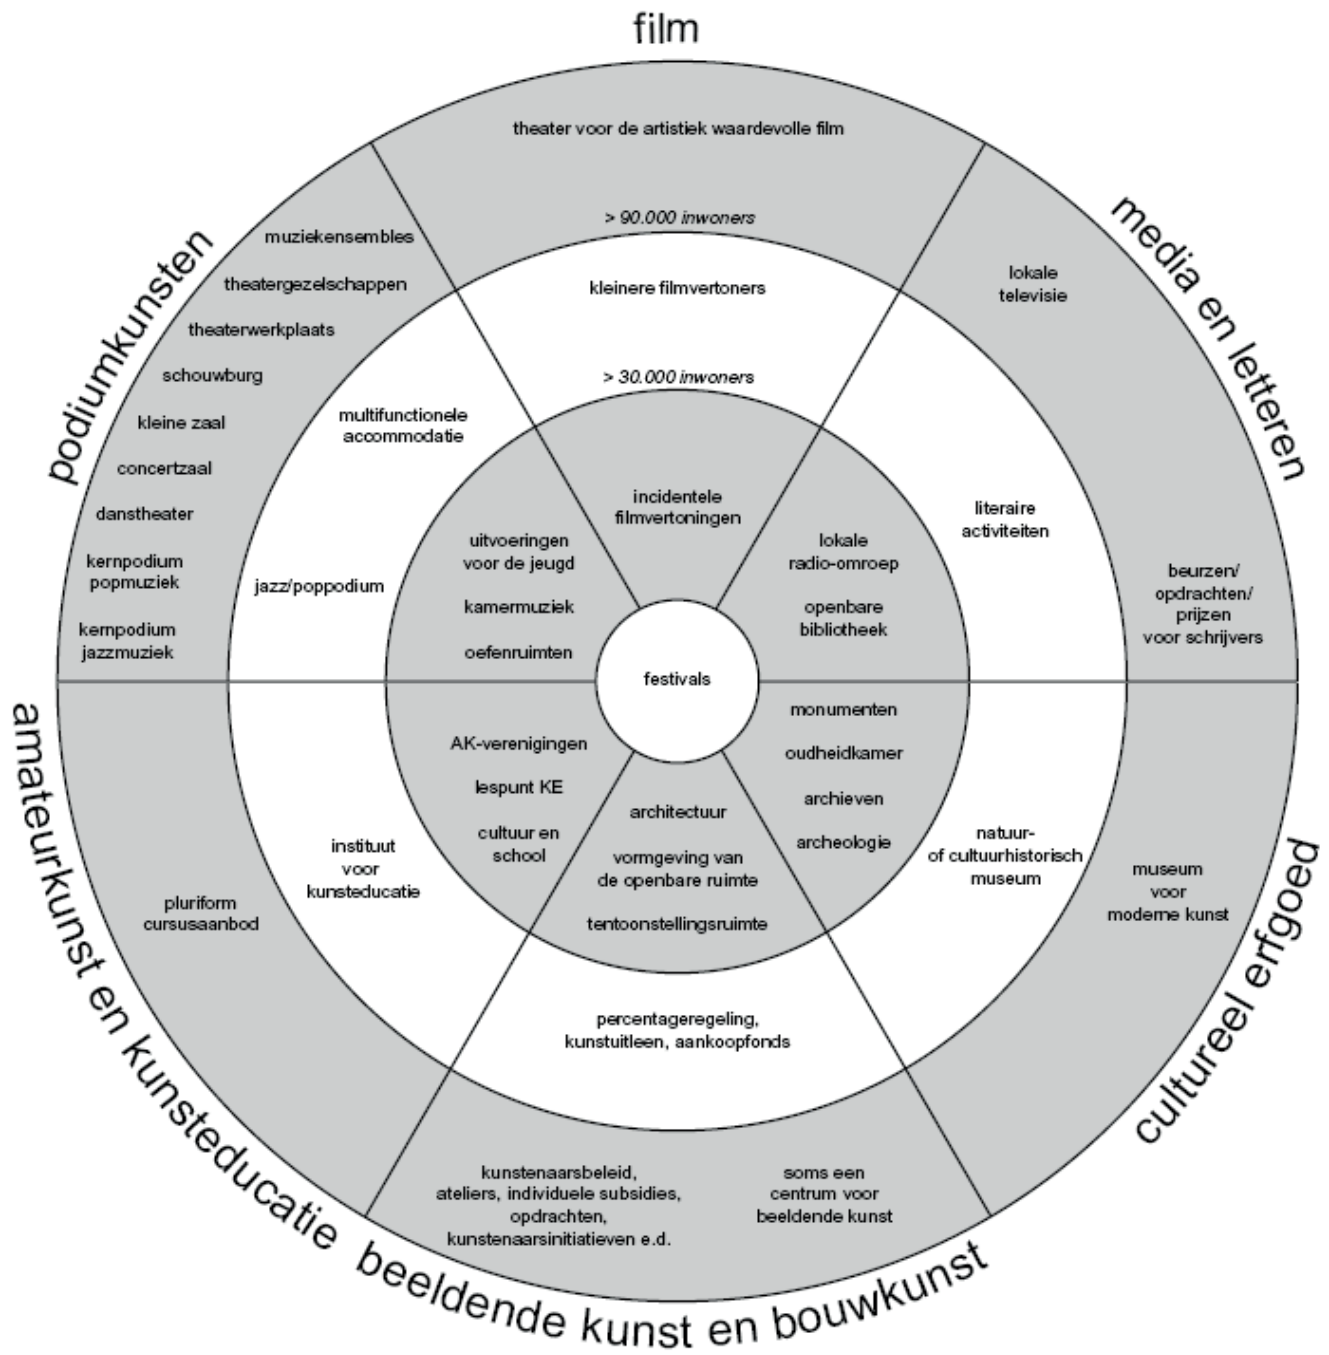 film
theater voor de artistiek waardevolle film
> 90.000 inwoners
kleinere filmvertoners
> 30.000 inwoners
incidentele
filmvertoningen
media en letteren
lokale
televisie
beurzen/
opdrachten/
prijzen
voor schrijvers
literaire
activiteiten
lokale
radio-omroep
openbare
bibliotheek
cultureel erfgoed
monumenten
oudheidkamer
archieven
archeologie
natuur-
of cultuurhistorisch
museum
museum
voor
moderne kunst
beeldende kunst en bouwkunst
architectuur
vormgeving van
de openbare ruimte
tentoonstellingsruimte
percentageregeling,
kunstuitleen, aankoopfonds
kunstenaarsbeleid,
ateliers, individuele subsidies,
opdrachten,
kunstenaarsinitiatieven e.d.
soms een
centrum voor
beeldende kunst
amateurkunst en kunsteducatie
AK-verenigingen
lespunt KE
cultuur en
school
instituut
voor
kunsteducatie
pluriform
cursusaanbod
podiumkunsten
muziekensembles
theatergezelschappen
theaterwerkplaats
schouwburg
kleine zaal
concertzaal
danstheater
kernpodium
popmuziek
kernpodium
jazzmuziek
multifunctionele
accommodatie
jazz/poppodium
uitvoeringen
voor de jeugd
kamermuziek
oefenruimten
festivals